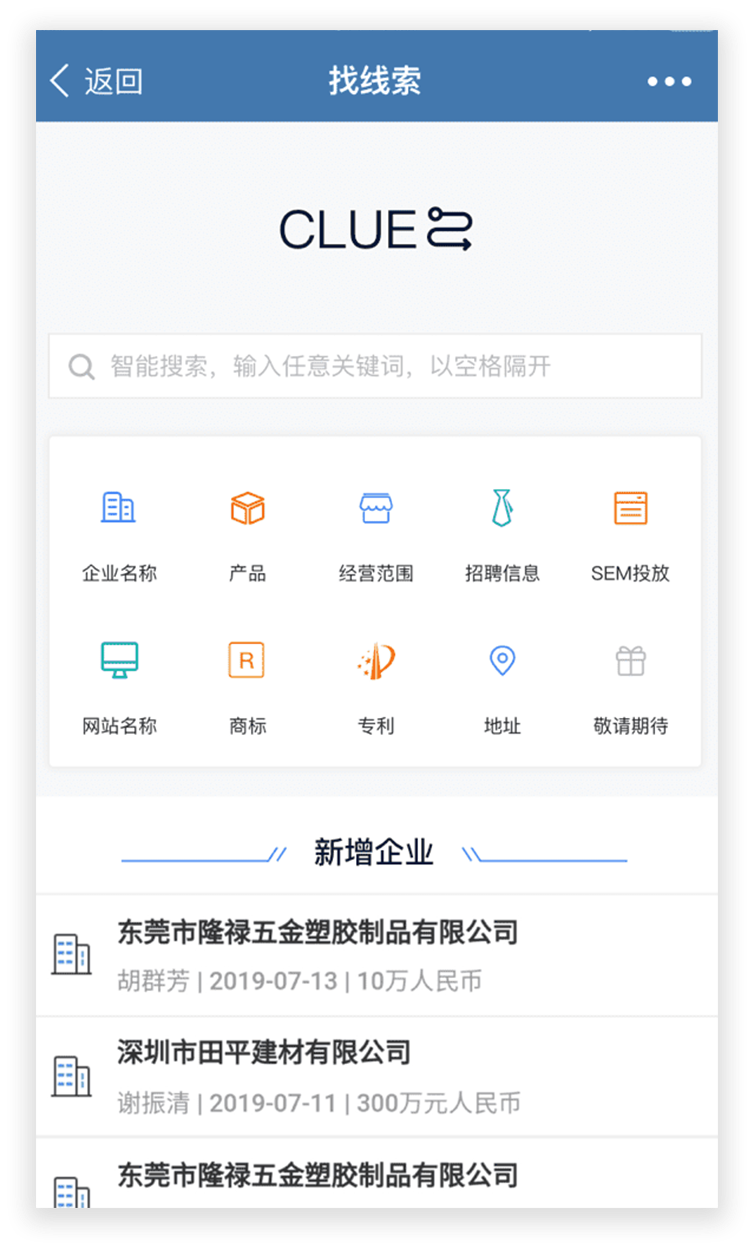 返回 找线索
CLUE
智能搜索，输入任意关键词，以空格隔开
企业名称 产品 经营范围 招聘信息 SEM投放
R
网站名称 商标 专利 地址 敬请期待
新增企业
东莞市隆禄五金塑胶制品有限公司
胡群芳 | 2019-07-13 | 10万人民币
深圳市田平建材有限公司
谢振清 | 2019-07-11 | 300万元人民币
东莞市隆禄五金塑胶制品有限公司